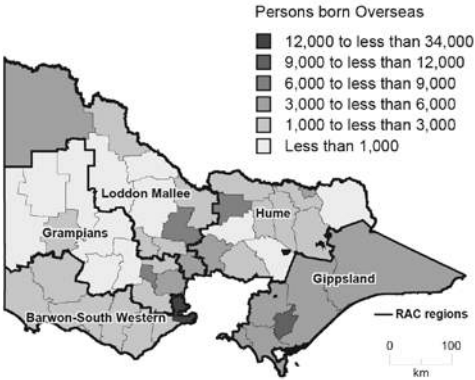 Persons born Overseas
12,000 to less than 34,000
9,000 to less than 12,000
6,000 to less than 9,000
3,000 to less than 6,000
1,000 to less than 3,000
Less than 1,000
Loddon Mallee
Hume
Grampians
Gippsland
Barwon-South Western
RAC regions
0 100
km